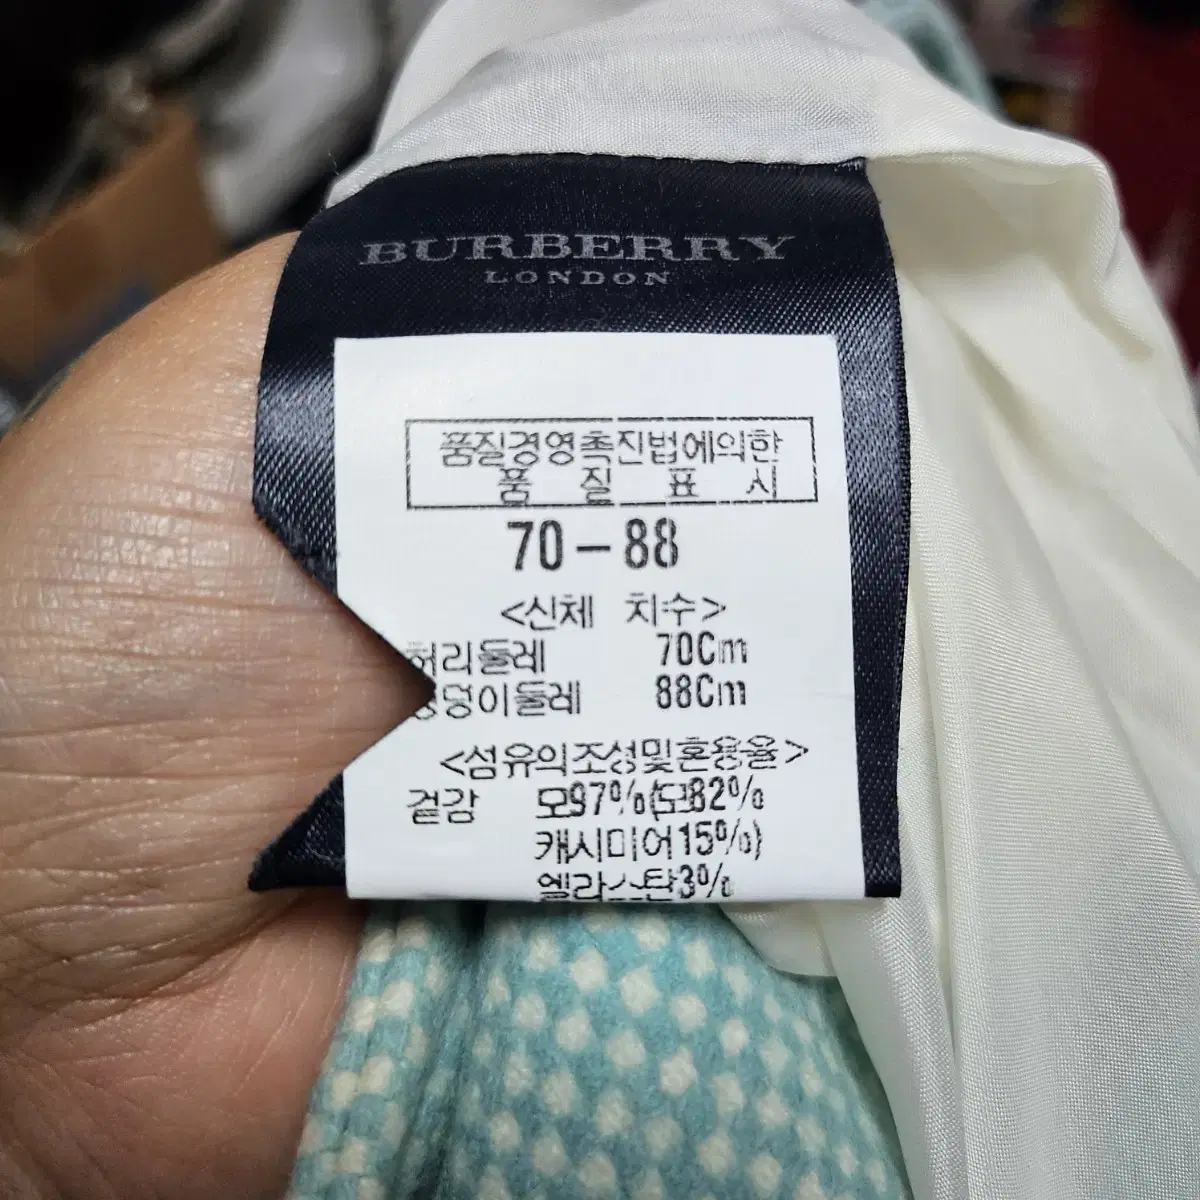 BURBERRY
LONDON
품질경영촉진법에의한
품 질 표 시
70-88
<신체 치수>
허리둘레 70Cm
엉덩이둘레 88Cm
<섬유의조성및혼용율>
겉감 모97%(모82%
캐시미어15%)
엘라스탄3%